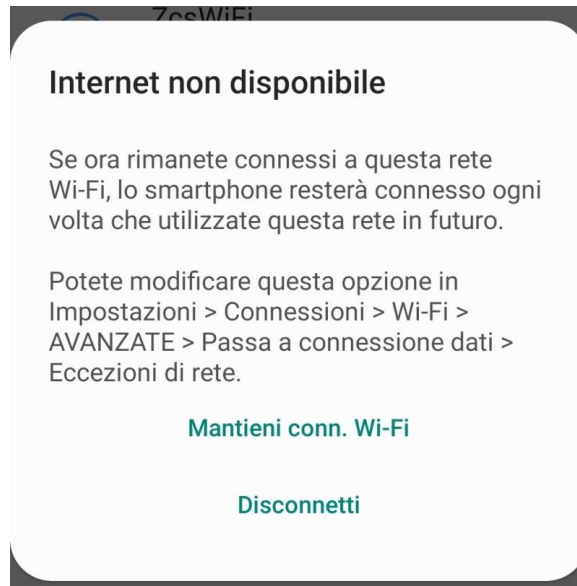 ZcsWiFi
Internet non disponibile
Se ora rimanete connessi a questa rete
Wi-Fi, lo smartphone resterà connesso ogni
volta che utilizzate questa rete in futuro.
Potete modificare questa opzione in
Impostazioni > Connessioni > Wi-Fi >
AVANZATE > Passa a connessione dati >
Eccezioni di rete.
Mantieni conn. Wi-Fi
Disconnetti